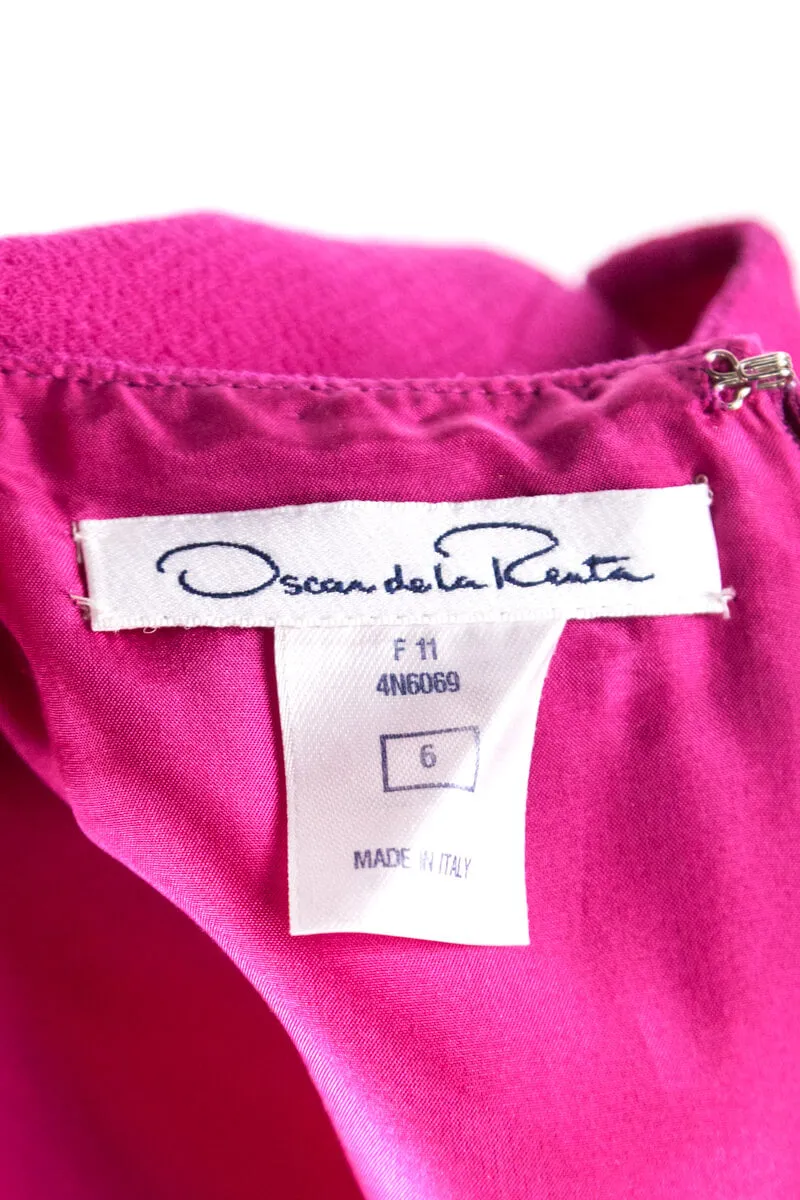 Oscar de la Renta
F 11
4N6069
6
MADE IN ITALY